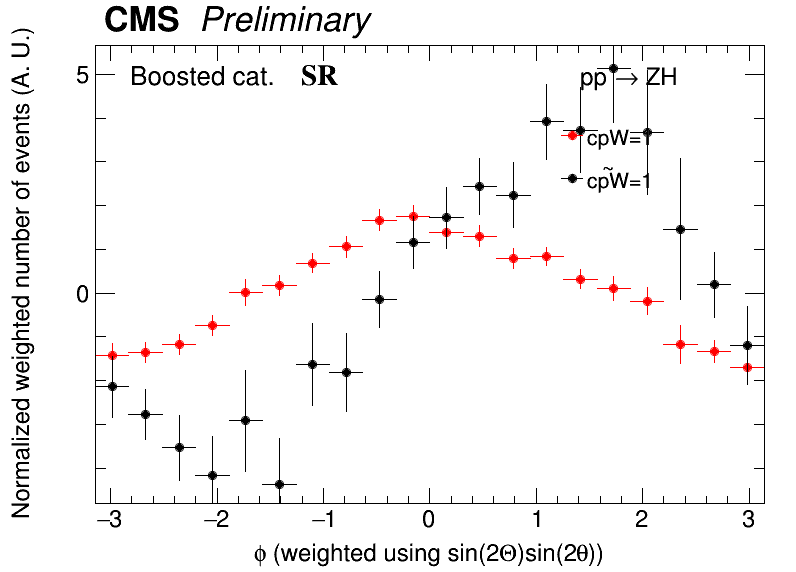 CMS Preliminary
Normalized weighted number of events (A. U.)
Boosted cat. SR
pp → ZH
cpW=1
cpW̃=1
5
0
−3 −2 −1 0 1 2 3
ϕ (weighted using sin(2Θ)sin(2θ))